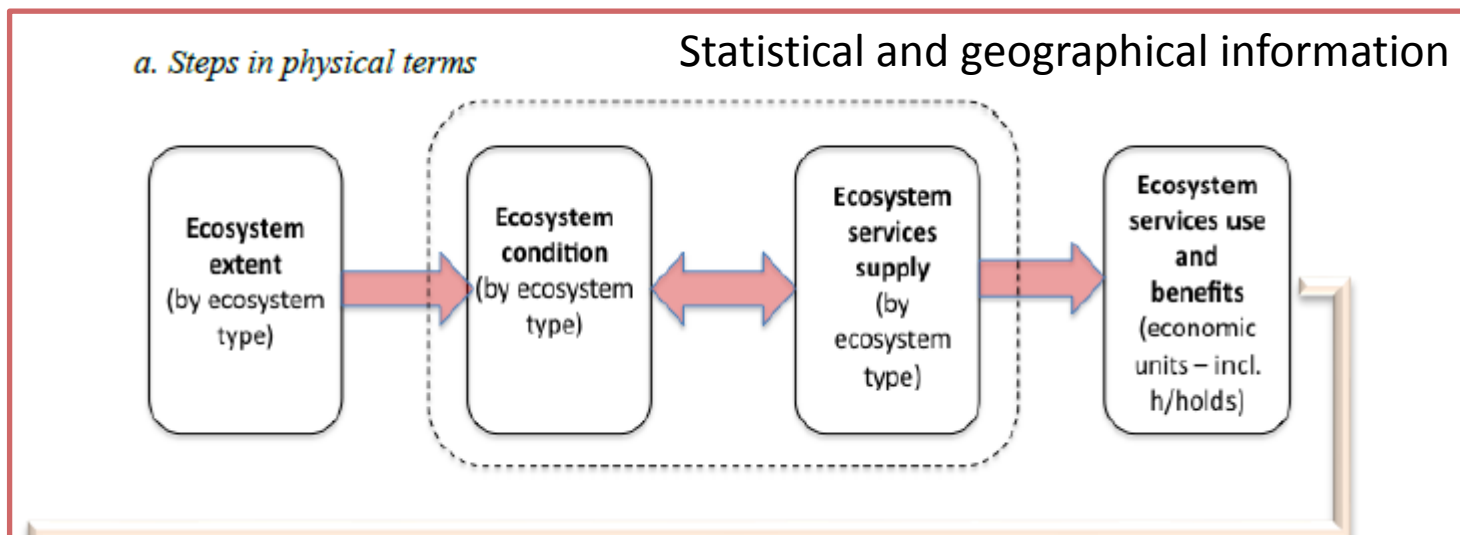 a. Steps in physical terms
Statistical and geographical information
Ecosystem
extent
(by ecosystem
type)
Ecosystem
condition
(by ecosystem
type)
Ecosystem
services
supply
(by
ecosystem
type)
Ecosystem
services use
and
benefits
(economic
units – incl.
h/holds)